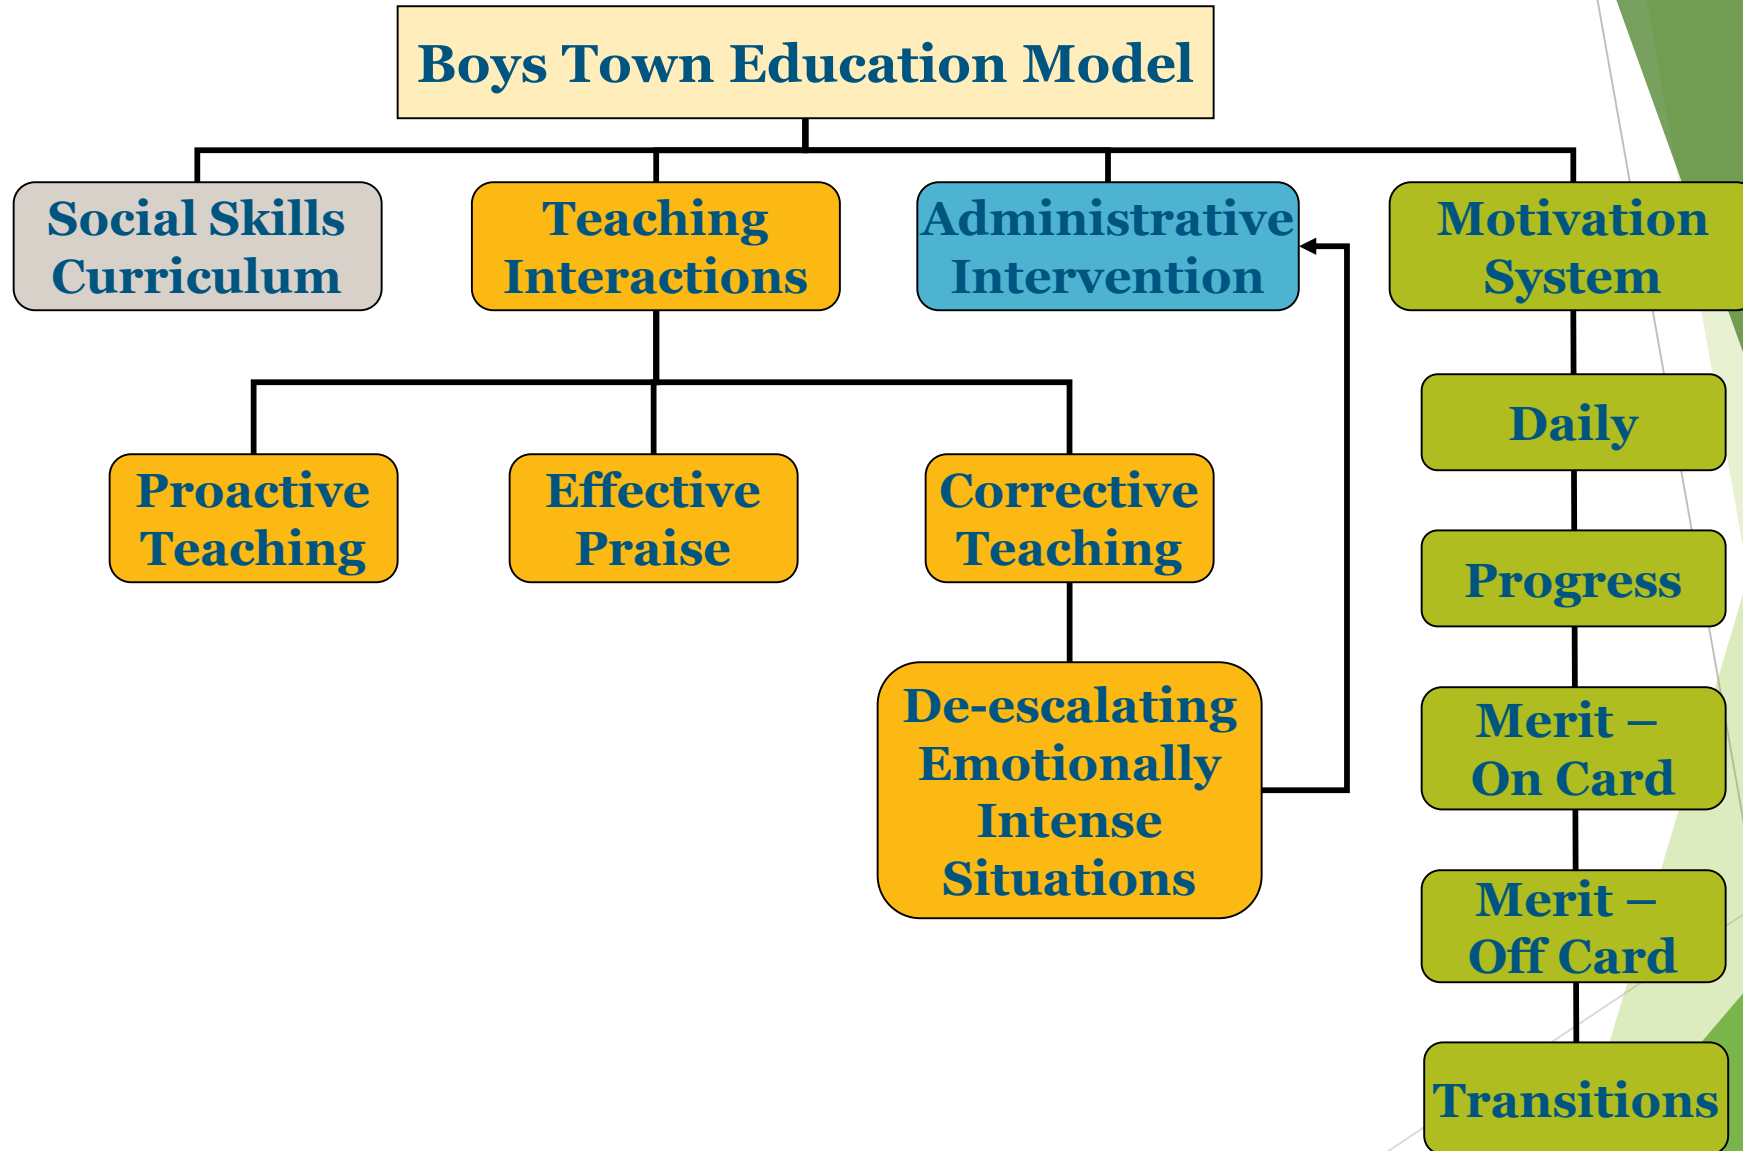 Boys Town Education Model
Social Skills
Curriculum
Teaching
Interactions
Administrative
Intervention
Motivation
System
Proactive
Teaching
Effective
Praise
Corrective
Teaching
De-escalating
Emotionally
Intense
Situations
Daily
Progress
Merit –
On Card
Merit –
Off Card
Transitions